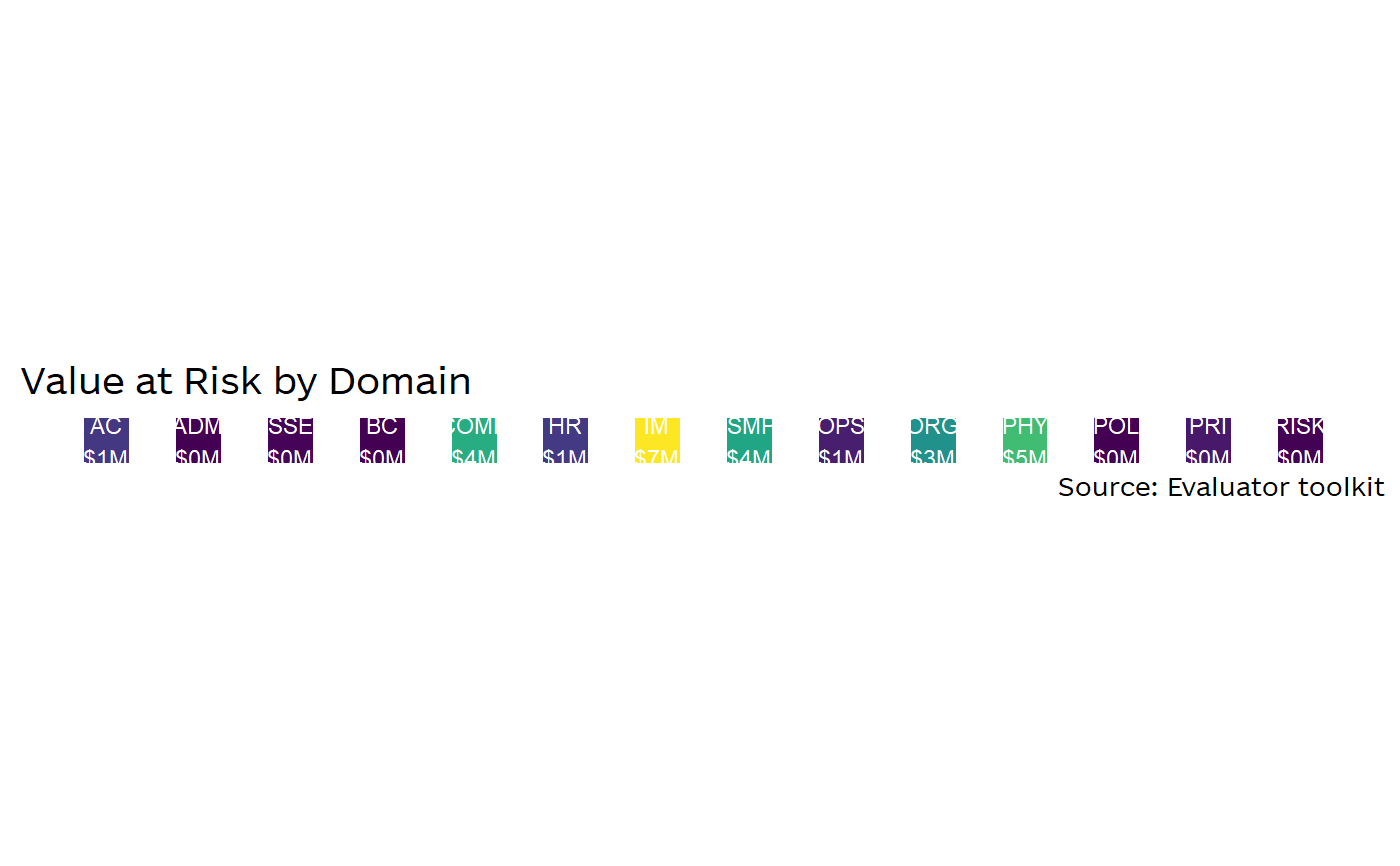 Value at Risk by Domain
AC ADM SSE BC COM HR IM SMP OPS ORG PHY POL PRI RISK
$1M $0M $0M $0M $4M $1M $7M $4M $1M $3M $5M $0M $0M $0M
Source: Evaluator toolkit